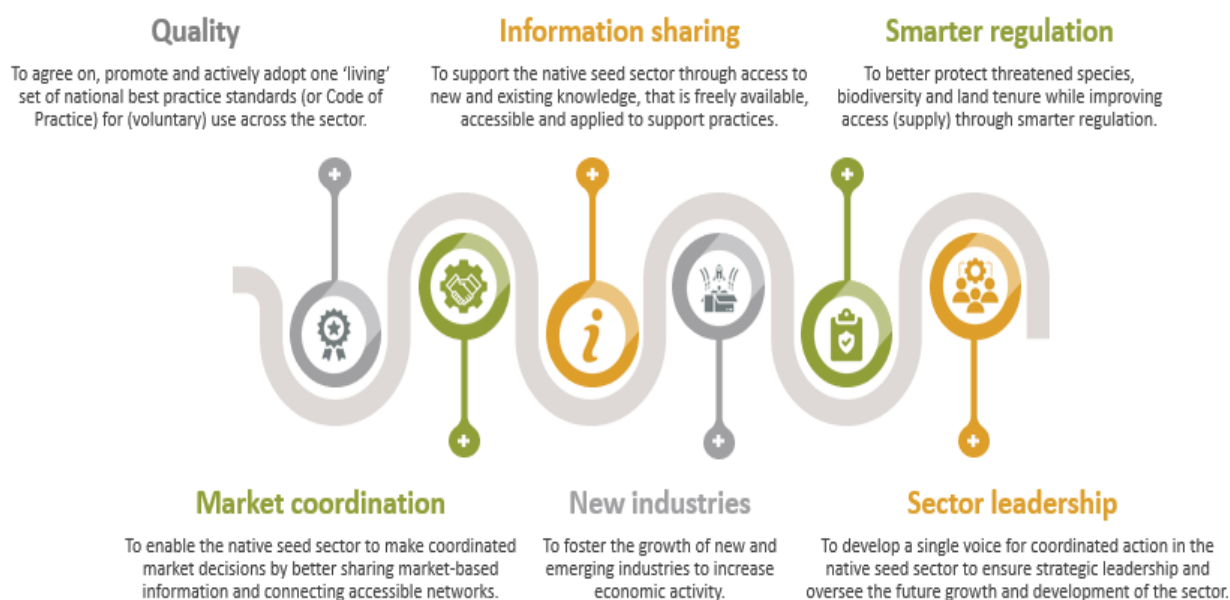 Quality
To agree on, promote and actively adopt one ‘living’
set of national best practice standards (or Code of
Practice) for (voluntary) use across the sector.
Information sharing
To support the native seed sector through access to
new and existing knowledge, that is freely available,
accessible and applied to support practices.
Smarter regulation
To better protect threatened species,
biodiversity and land tenure while improving
access (supply) through smarter regulation.
Market coordination
To enable the native seed sector to make coordinated
market decisions by better sharing market-based
information and connecting accessible networks.
New industries
To foster the growth of new and
emerging industries to increase
economic activity.
Sector leadership
To develop a single voice for coordinated action in the
native seed sector to ensure strategic leadership and
oversee the future growth and development of the sector.